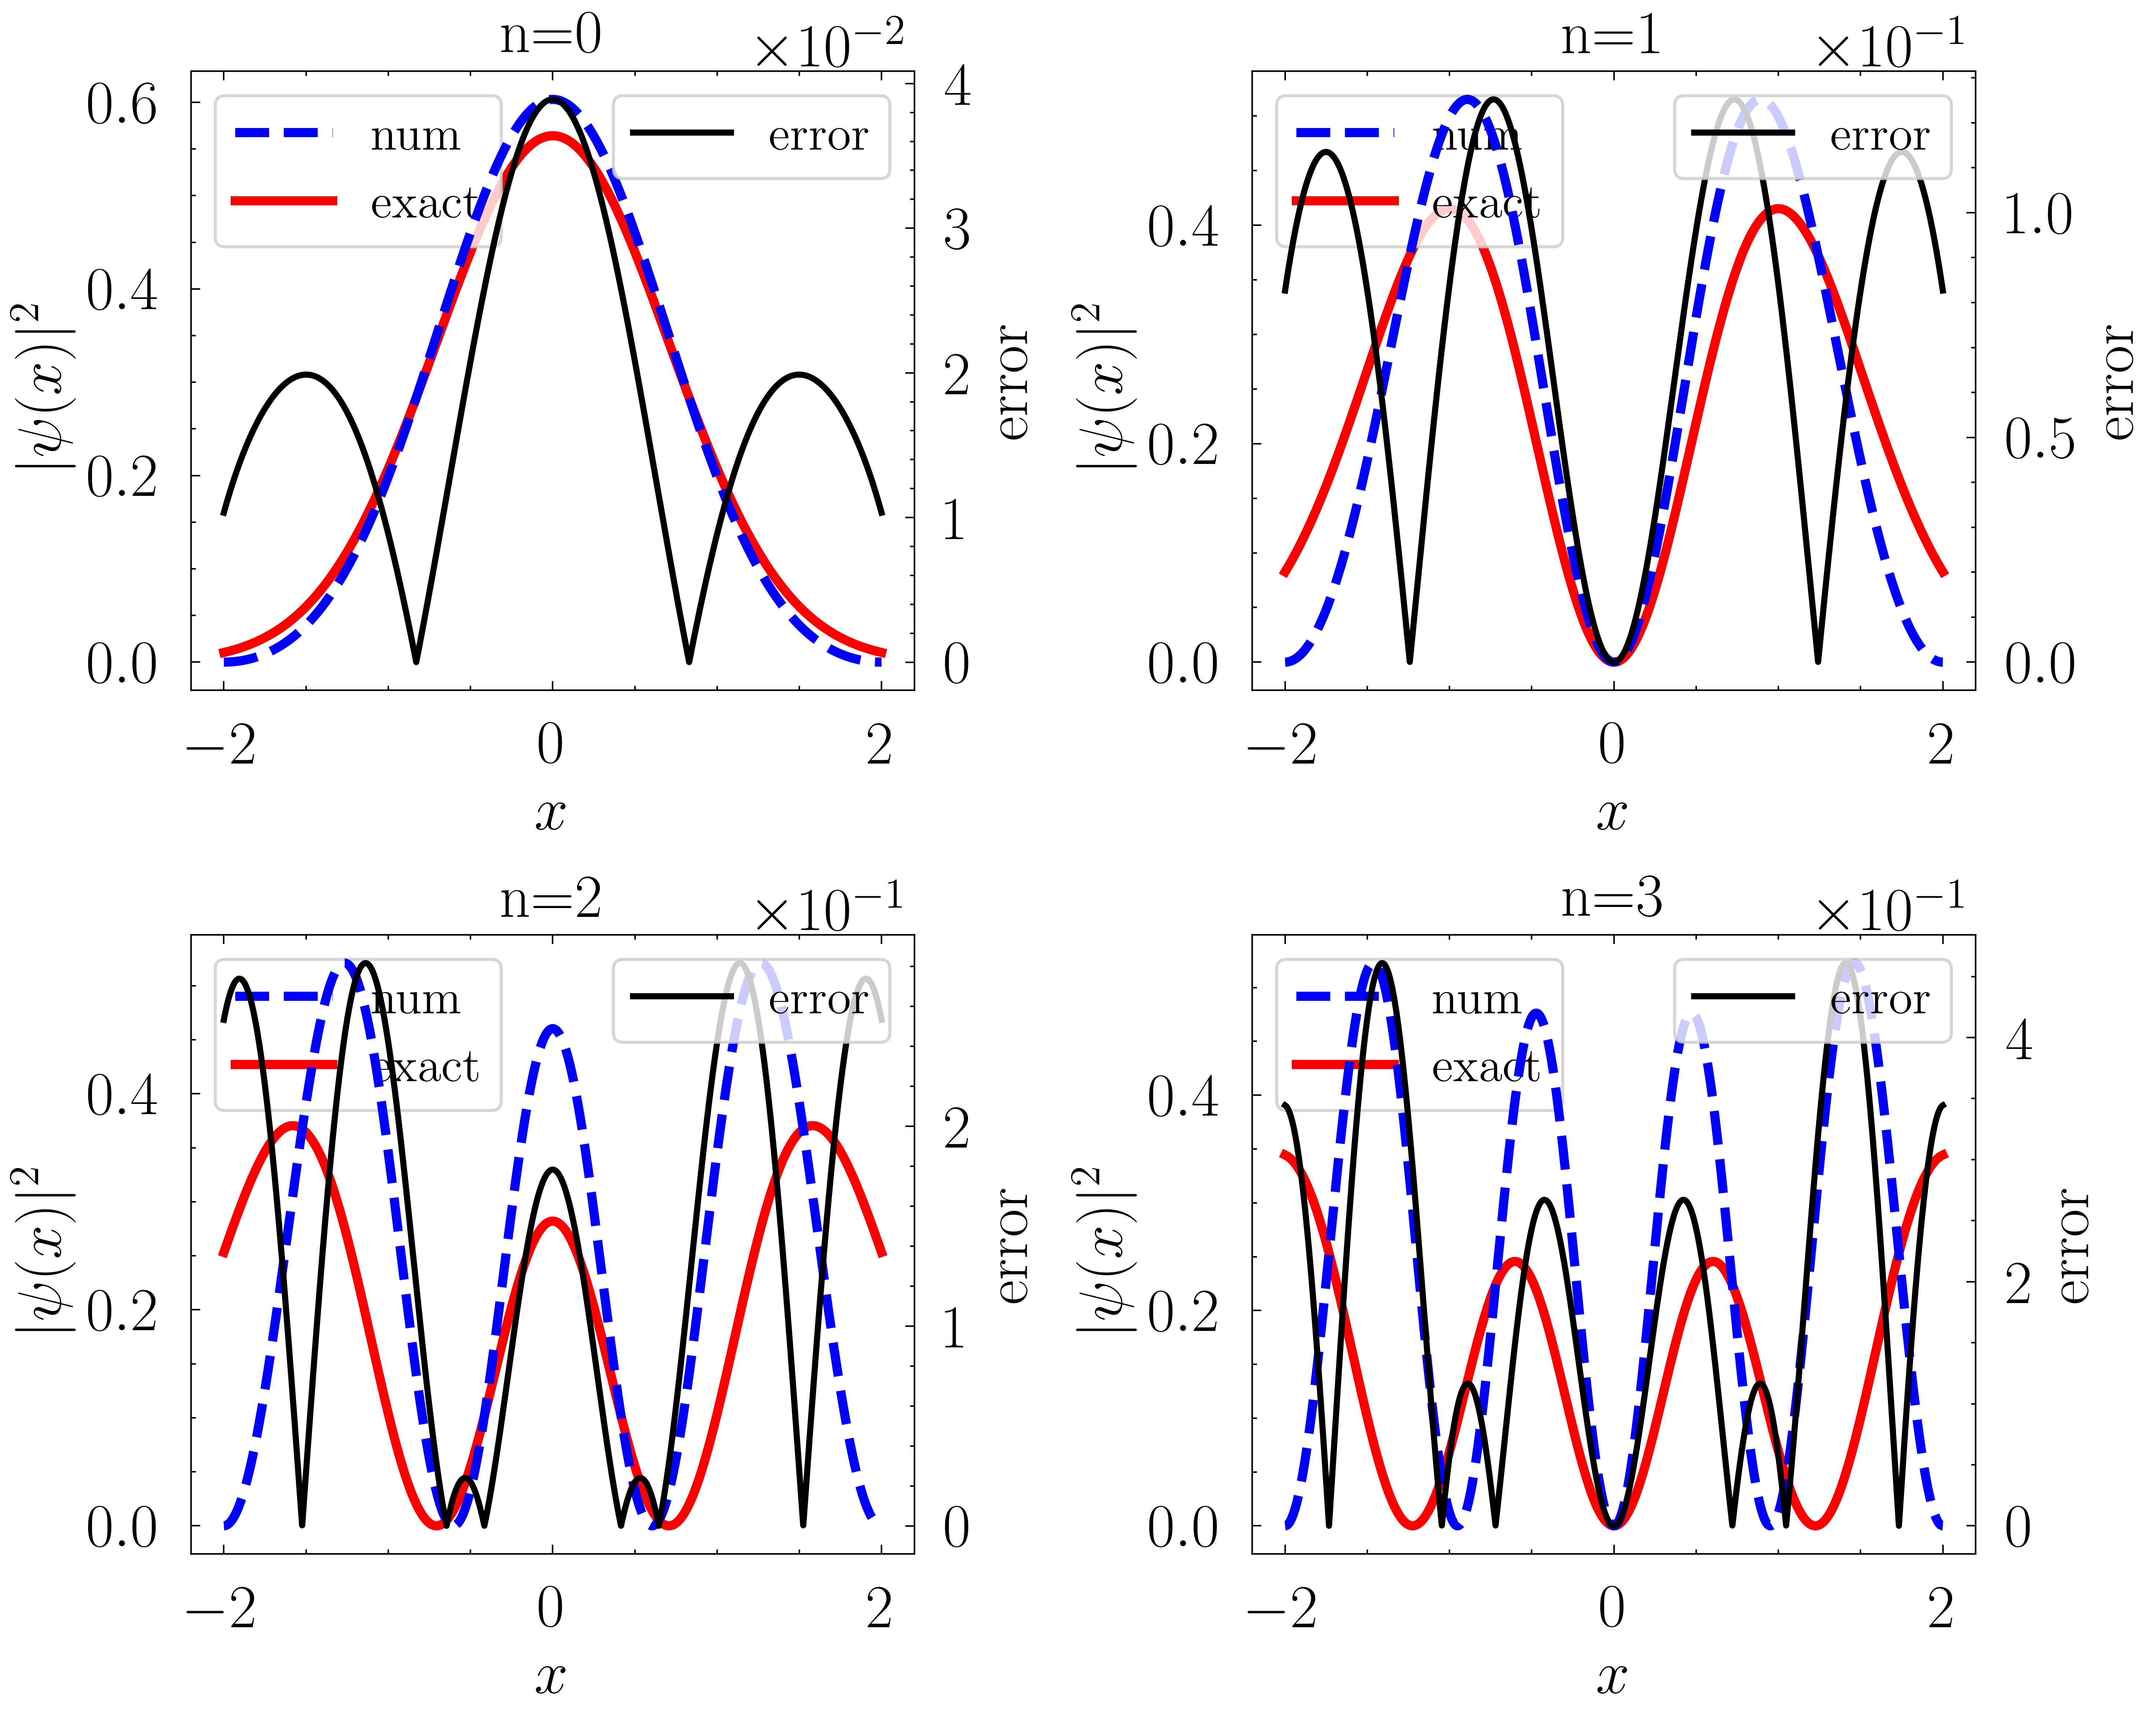 n=0
×10⁻²
num
exact
error
0.6
0.4
0.2
0.0
|ψ(x)|²
4
3
2
1
0
error
−2 0 2
x
n=1
×10⁻¹
num
exact
error
0.4
0.2
0.0
|ψ(x)|²
1.0
0.5
0.0
error
−2 0 2
x
n=2
×10⁻¹
num
exact
error
0.4
0.2
0.0
|ψ(x)|²
2
1
0
error
−2 0 2
x
n=3
×10⁻¹
num
exact
error
0.4
0.2
0.0
|ψ(x)|²
4
2
0
error
−2 0 2
x